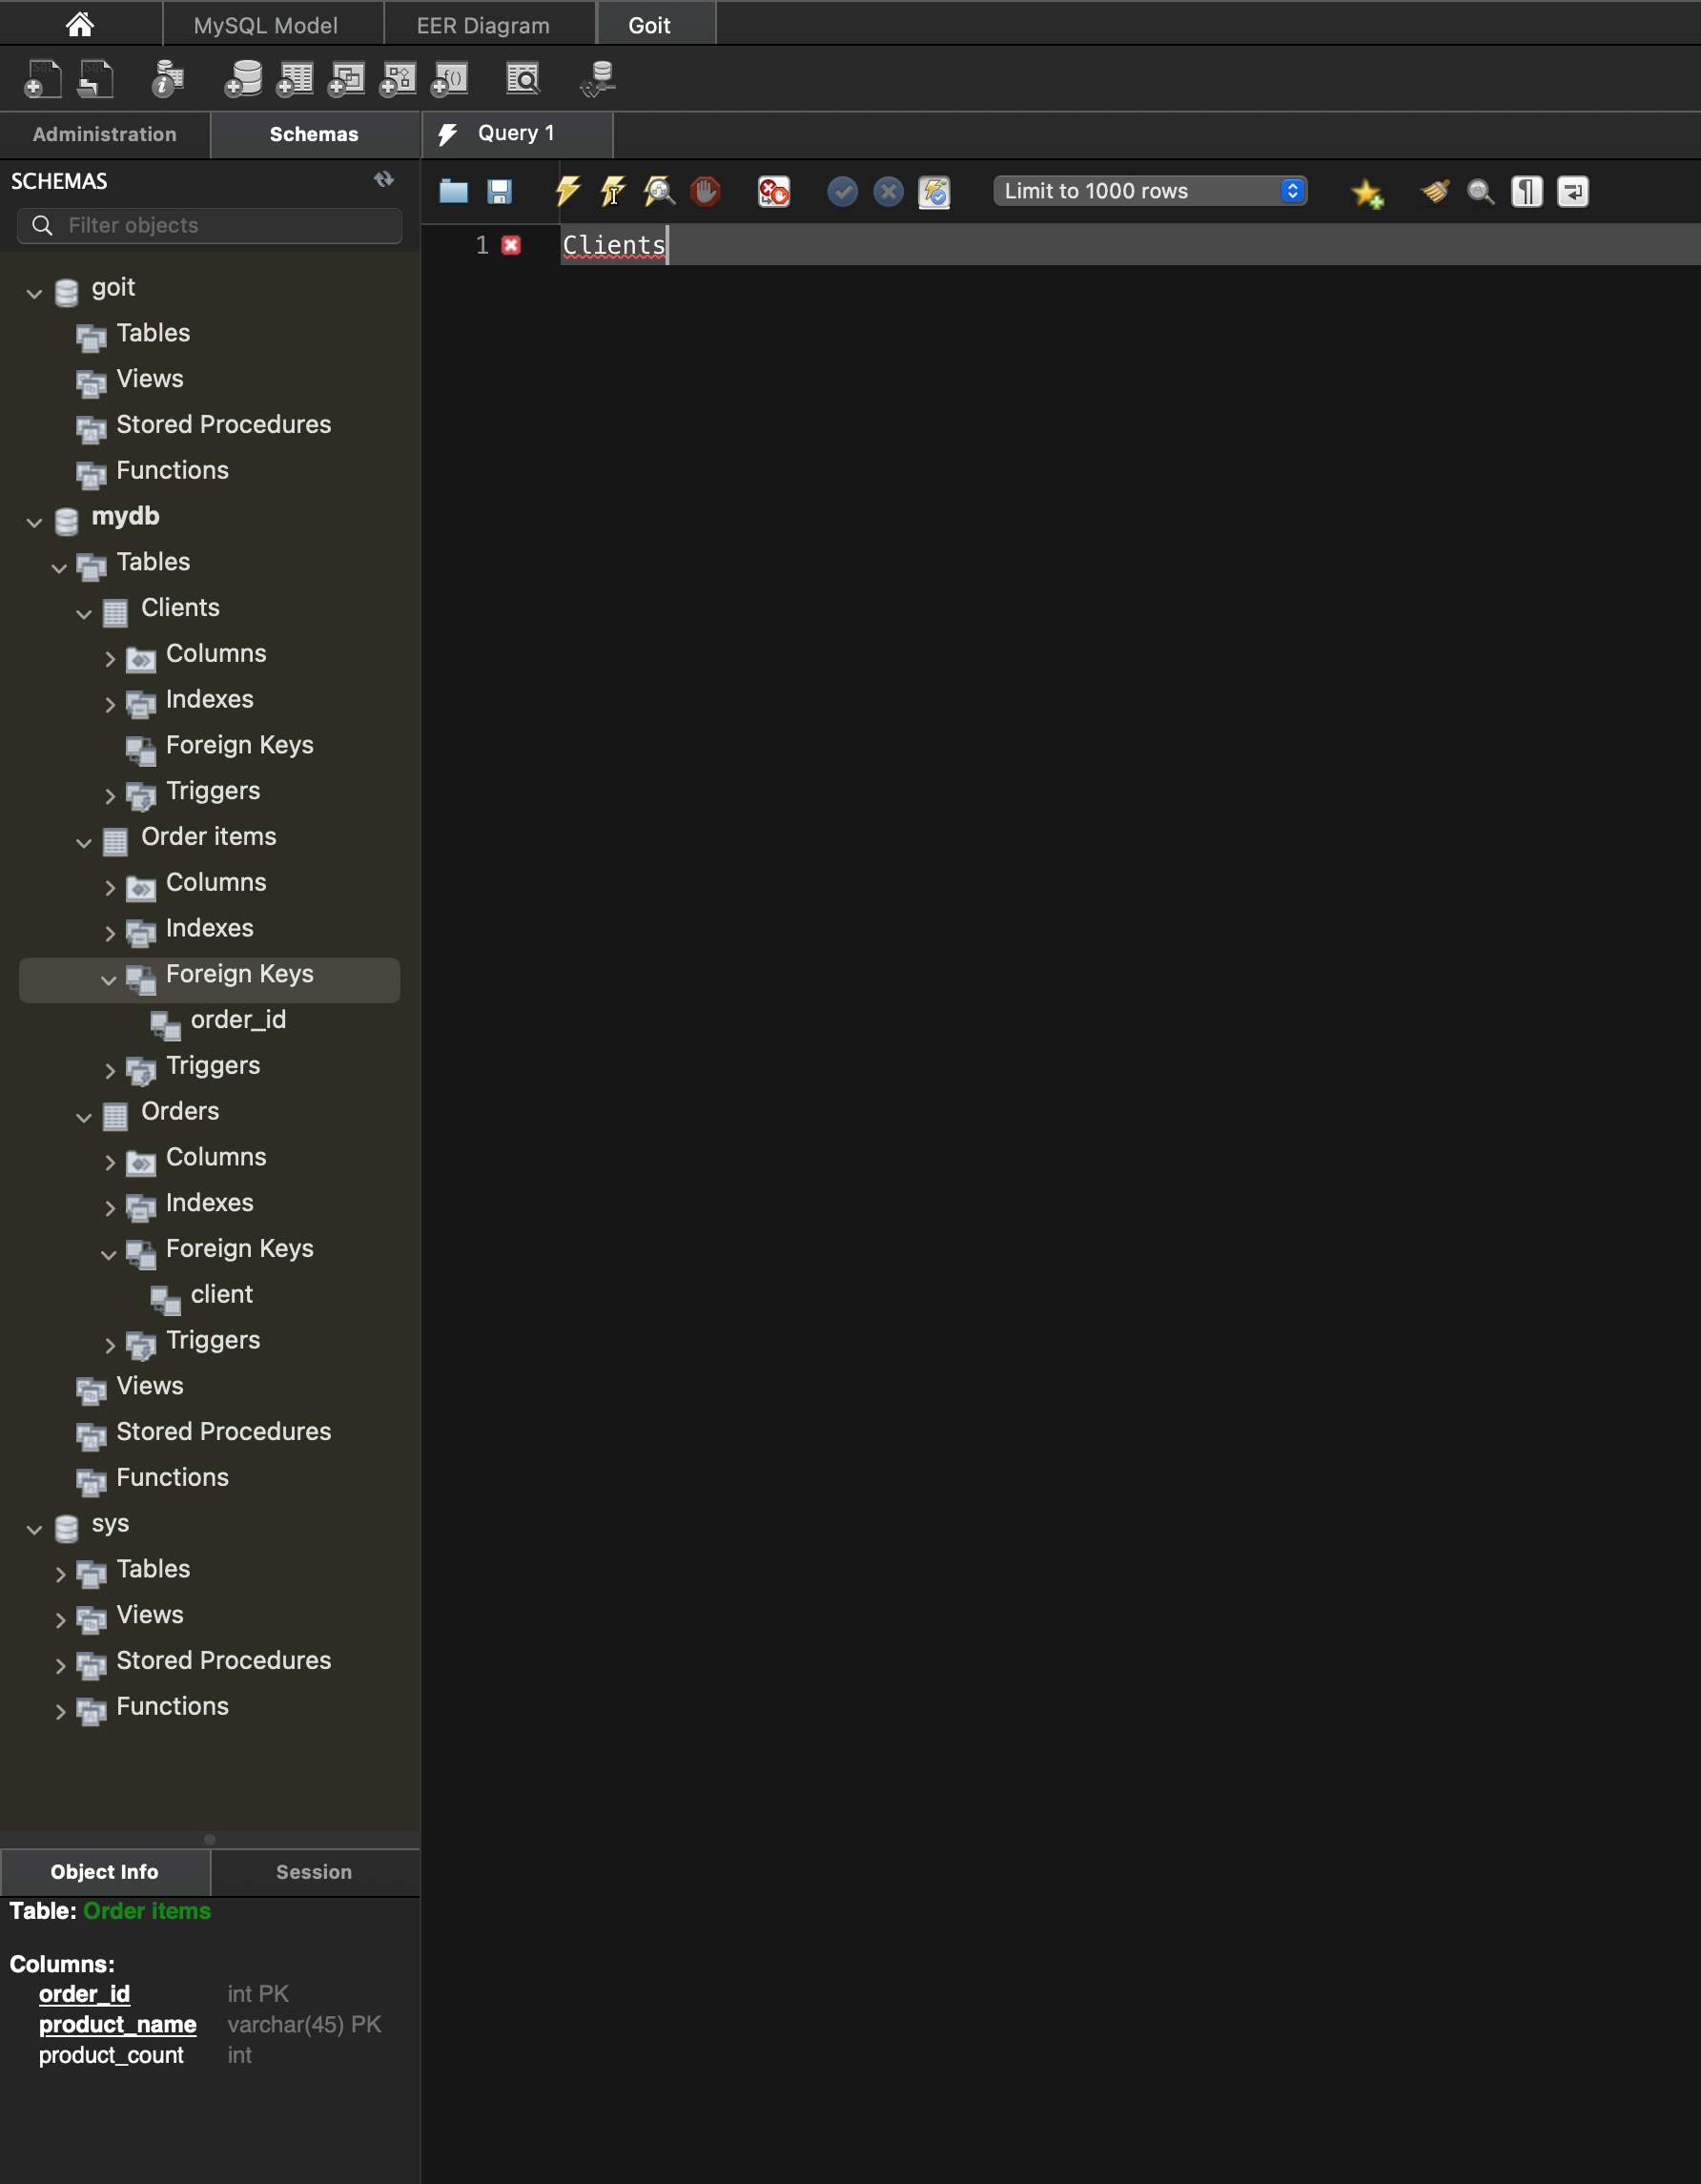 MySQL Model
EER Diagram
Goit
Administration
Schemas
Query 1
SCHEMAS
Filter objects
Limit to 1000 rows
1 Clients
goit
Tables
Views
Stored Procedures
Functions
mydb
Tables
Clients
Columns
Indexes
Foreign Keys
Triggers
Order items
Columns
Indexes
Foreign Keys
order_id
Triggers
Orders
Columns
Indexes
Foreign Keys
client
Triggers
Views
Stored Procedures
Functions
sys
Tables
Views
Stored Procedures
Functions
Object Info
Session
Table: Order items
Columns:
order_id int PK
product_name varchar(45) PK
product_count int